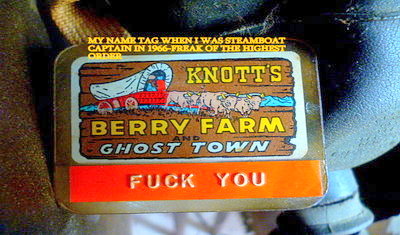 MY NAME TAG WHEN I WAS STEAMBOAT
CAPTAIN IN 1966-FREAK OF THE HIGHEST
ORDER
KNOTT'S
BERRY FARM
AND
GHOST TOWN
FUCK YOU